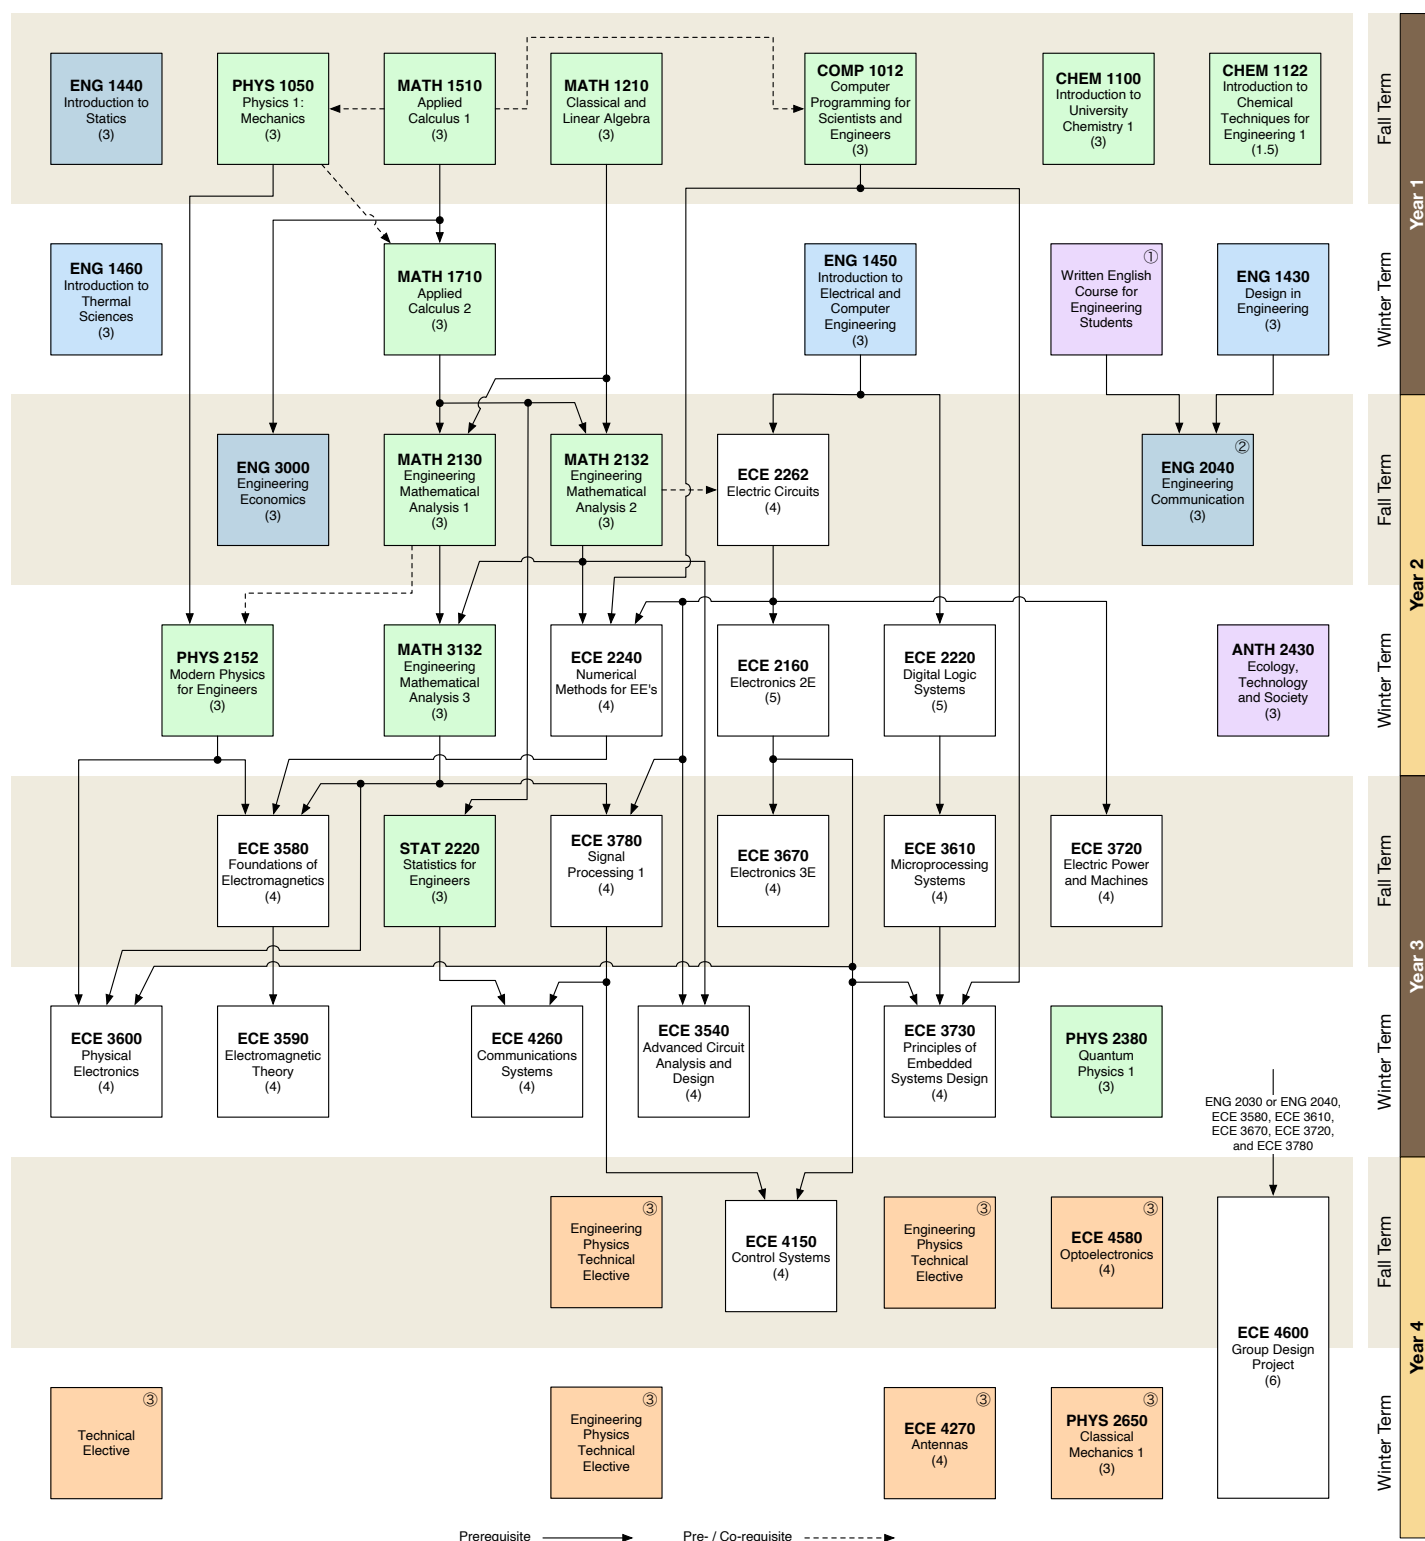 ENG 1440
Introduction to
Statics
(3)
PHYS 1050
Physics 1:
Mechanics
(3)
MATH 1510
Applied
Calculus 1
(3)
MATH 1210
Classical and
Linear Algebra
(3)
COMP 1012
Computer
Programming for
Scientists and
Engineers
(3)
CHEM 1100
Introduction to
University
Chemistry 1
(3)
CHEM 1122
Introduction to
Chemical
Techniques for
Engineering 1
(1.5)
Fall Term
Year 1
ENG 1460
Introduction to
Thermal
Sciences
(3)
MATH 1710
Applied
Calculus 2
(3)
ENG 1450
Introduction to
Electrical and
Computer
Engineering
(3)
①
Written English
Course for
Engineering
Students
ENG 1430
Design in
Engineering
(3)
Winter Term
ENG 3000
Engineering
Economics
(3)
MATH 2130
Engineering
Mathematical
Analysis 1
(3)
MATH 2132
Engineering
Mathematical
Analysis 2
(3)
ECE 2262
Electric Circuits
(4)
②
ENG 2040
Engineering
Communication
(3)
Fall Term
Year 2
PHYS 2152
Modern Physics
for Engineers
(3)
MATH 3132
Engineering
Mathematical
Analysis 3
(3)
ECE 2240
Numerical
Methods for EE's
(4)
ECE 2160
Electronics 2E
(5)
ECE 2220
Digital Logic
Systems
(5)
ANTH 2430
Ecology,
Technology
and Society
(3)
Winter Term
ECE 3580
Foundations of
Electromagnetics
(4)
STAT 2220
Statistics for
Engineers
(3)
ECE 3780
Signal
Processing 1
(4)
ECE 3670
Electronics 3E
(4)
ECE 3610
Microprocessing
Systems
(4)
ECE 3720
Electric Power
and Machines
(4)
Fall Term
Year 3
ECE 3600
Physical
Electronics
(4)
ECE 3590
Electromagnetic
Theory
(4)
ECE 4260
Communications
Systems
(4)
ECE 3540
Advanced Circuit
Analysis and
Design
(4)
ECE 3730
Principles of
Embedded
Systems Design
(4)
PHYS 2380
Quantum
Physics 1
(3)
ENG 2030 or ENG 2040,
ECE 3580, ECE 3610,
ECE 3670, ECE 3720,
and ECE 3780
Winter Term
③
Engineering
Physics
Technical
Elective
ECE 4150
Control Systems
(4)
③
Engineering
Physics
Technical
Elective
③
ECE 4580
Optoelectronics
(4)
ECE 4600
Group Design
Project
(6)
Fall Term
Year 4
③
Technical
Elective
③
Engineering
Physics
Technical
Elective
③
ECE 4270
Antennas
(4)
③
PHYS 2650
Classical
Mechanics 1
(3)
Winter Term
Prerequisite
Pre- / Co-requisite